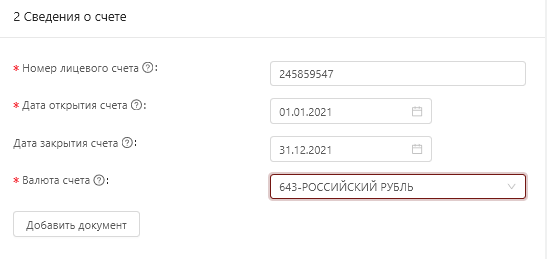 2 Сведения о счете
* Номер лицевого счета ?: 245859547
* Дата открытия счета ?: 01.01.2021
Дата закрытия счета ?: 31.12.2021
* Валюта счета ?: 643-РОССИЙСКИЙ РУБЛЬ
Добавить документ